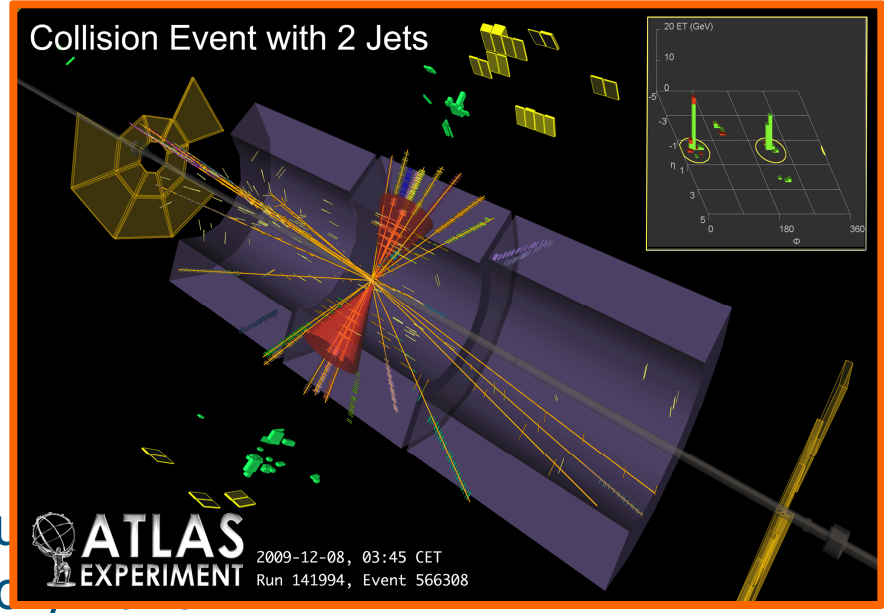 Collision Event with 2 Jets
20 ET (GeV)
10
0
-5
-3
-1
η
1
3
5
0
180
360
Φ
ATLAS
EXPERIMENT
2009-12-08, 03:45 CET
Run 141994, Event 566308